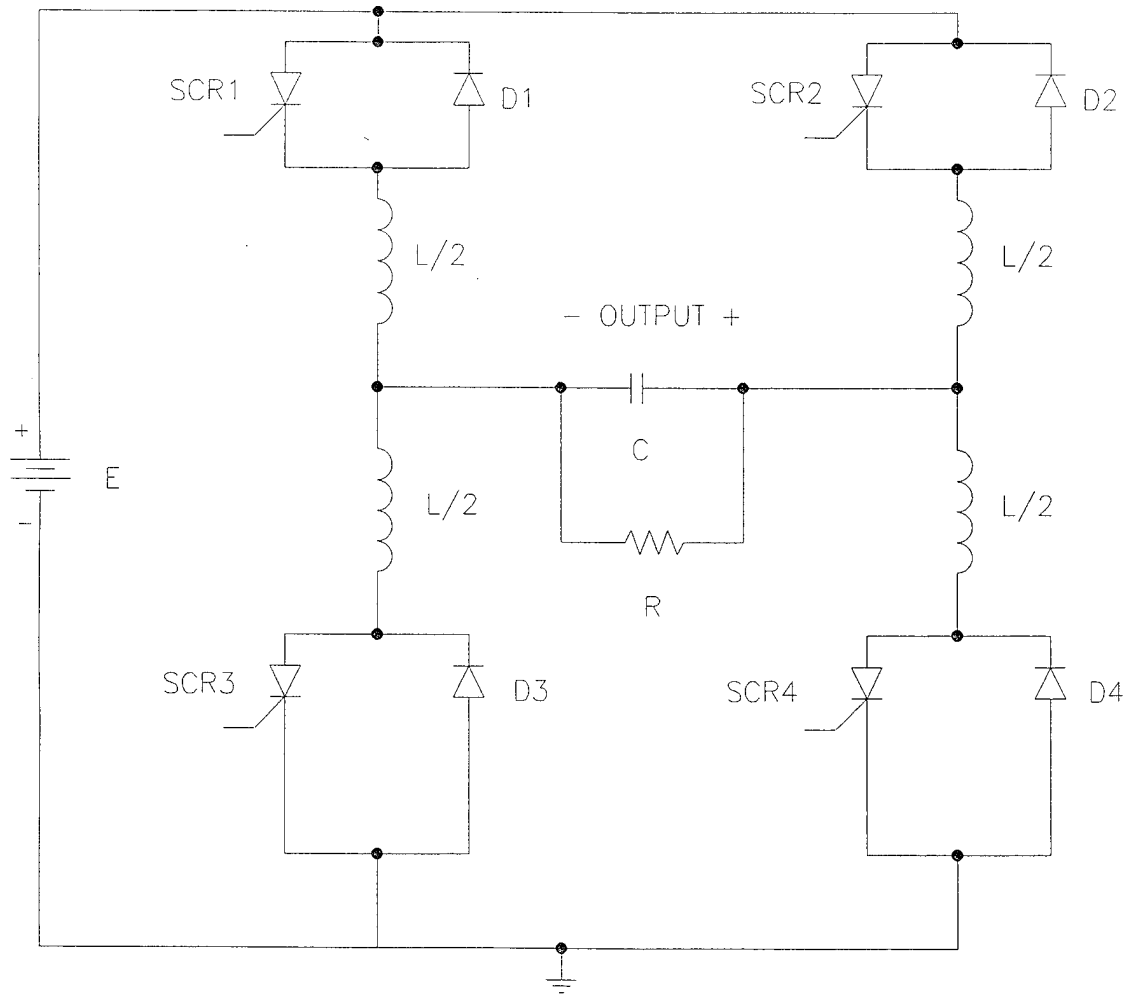 SCR1
D1
SCR2
D2
L/2
L/2
- OUTPUT +
+
E
-
C
L/2
L/2
R
SCR3
D3
SCR4
D4